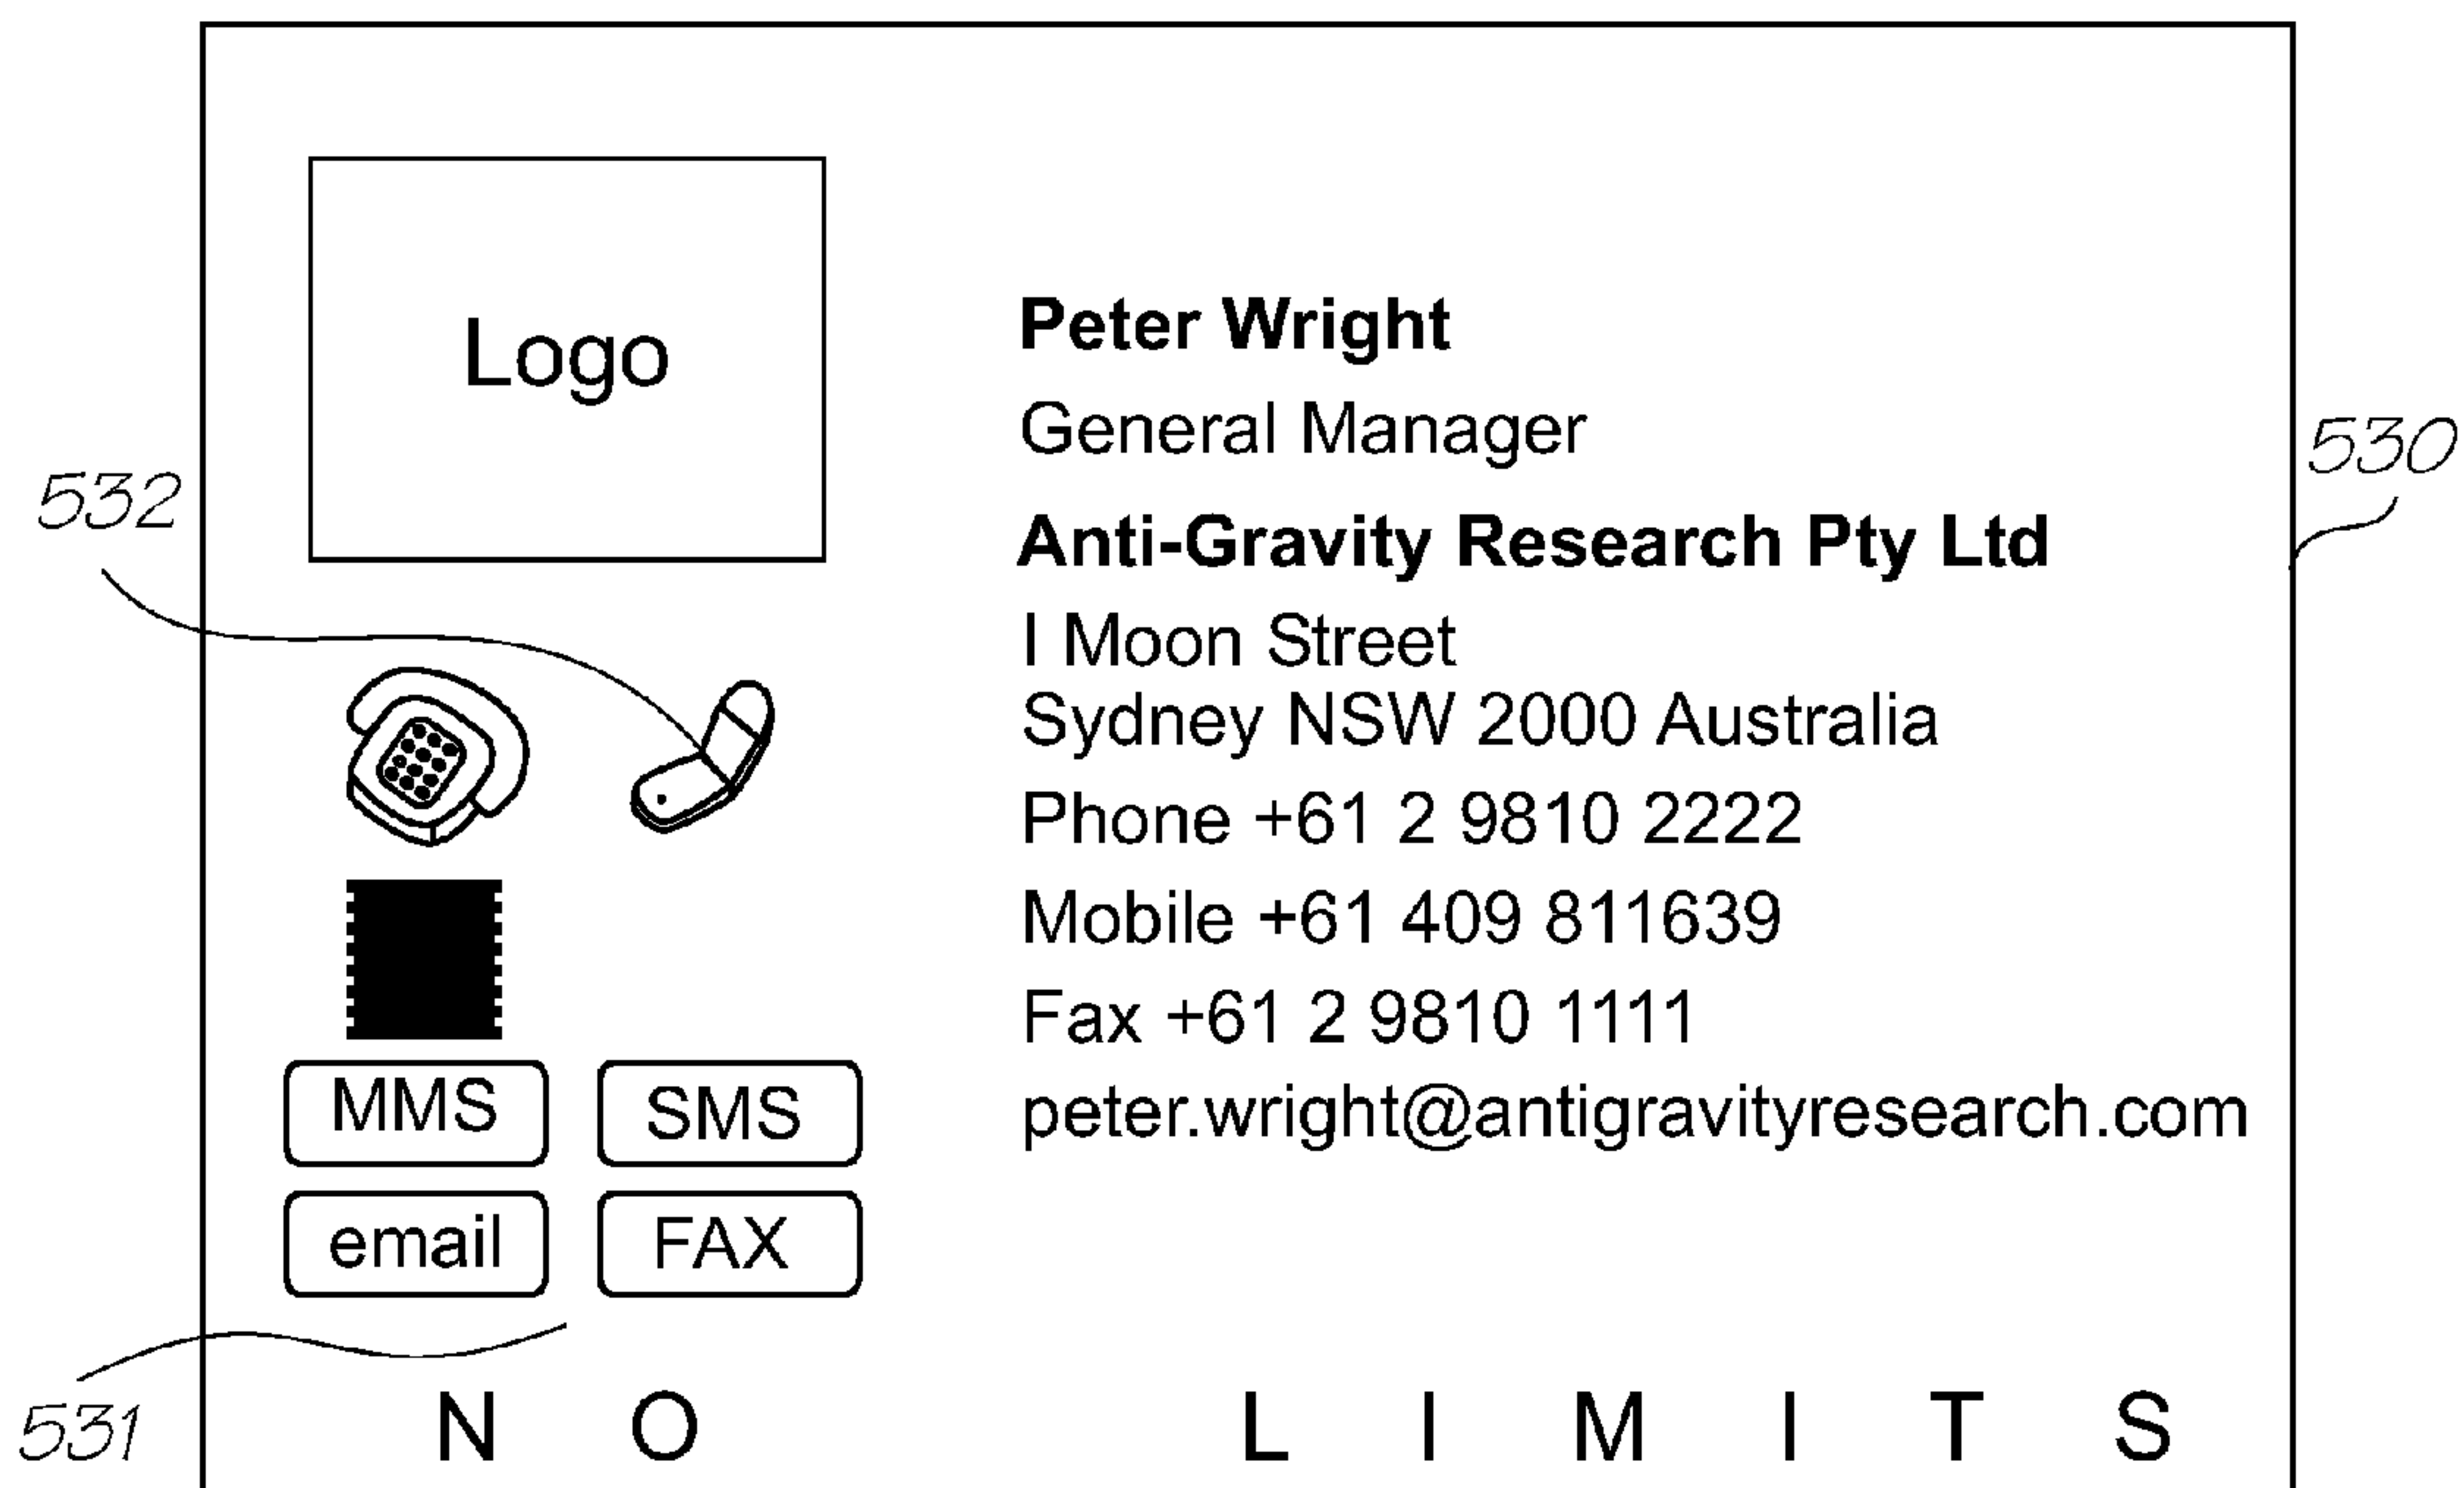 Logo
532
MMS
SMS
email
FAX
531
Peter Wright
General Manager
Anti-Gravity Research Pty Ltd
I Moon Street
Sydney NSW 2000 Australia
Phone +61 2 9810 2222
Mobile +61 409 811639
Fax +61 2 9810 1111
peter.wright@antigravityresearch.com
530
NO LIMITS